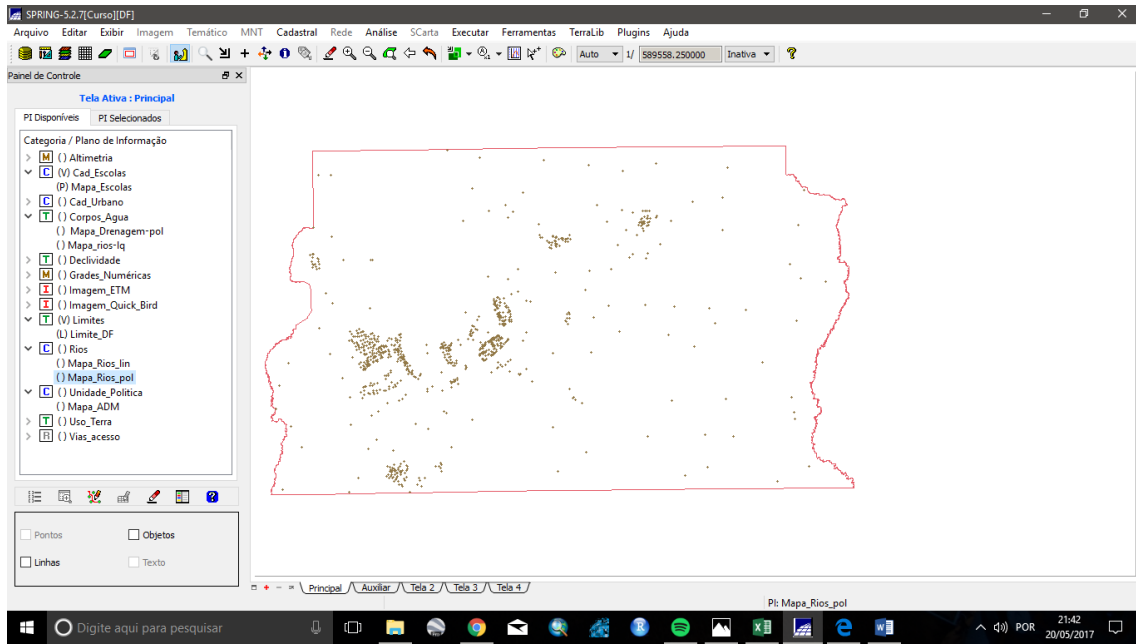 SPRING-5.2.7[Curso][DF]
Arquivo Editar Exibir Imagem Temático MNT Cadastral Rede Análise SCarta Executar Ferramentas TerraLib Plugins Ajuda
Auto 1/ 589558.250000 Inativa
Painel de Controle
Tela Ativa : Principal
PI Disponíveis PI Selecionados
Categoria / Plano de Informação
M () Altimetria
C (V) Cad_Escolas
(P) Mapa_Escolas
C () Cad_Urbano
T () Corpos_Agua
() Mapa_Drenagem-pol
() Mapa_rios-lq
T () Declividade
M () Grades_Numéricas
I () Imagem_ETM
I () Imagem_Quick_Bird
T (V) Limites
(L) Limite_DF
C () Rios
() Mapa_Rios_lin
() Mapa_Rios_pol
C () Unidade_Politica
() Mapa_ADM
T () Uso_Terra
R () Vias_acesso
Pontos Objetos
Linhas Texto
Principal Auxiliar Tela 2 Tela 3 Tela 4
PI: Mapa_Rios_pol
Digite aqui para pesquisar
POR
21:42
20/05/2017